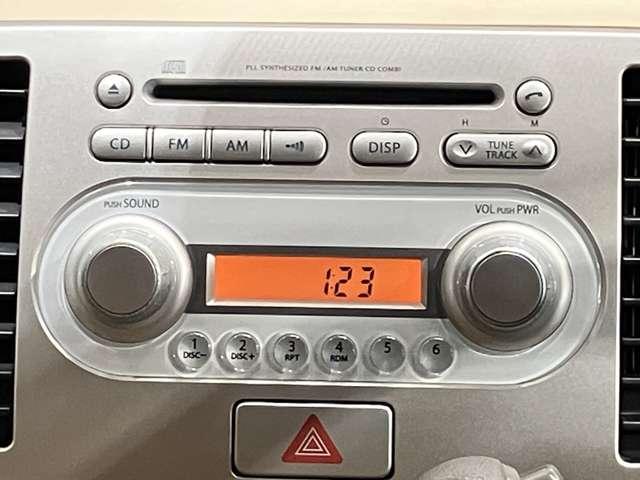 PLL SYNTHESIZED FM / AM TUNER CD COMBI
CD FM AM DISP H TUNE TRACK M
PUSH SOUND
VOL PUSH PWR
1:23
1 DISC− 2 DISC+ 3 RPT 4 RDM 5 6